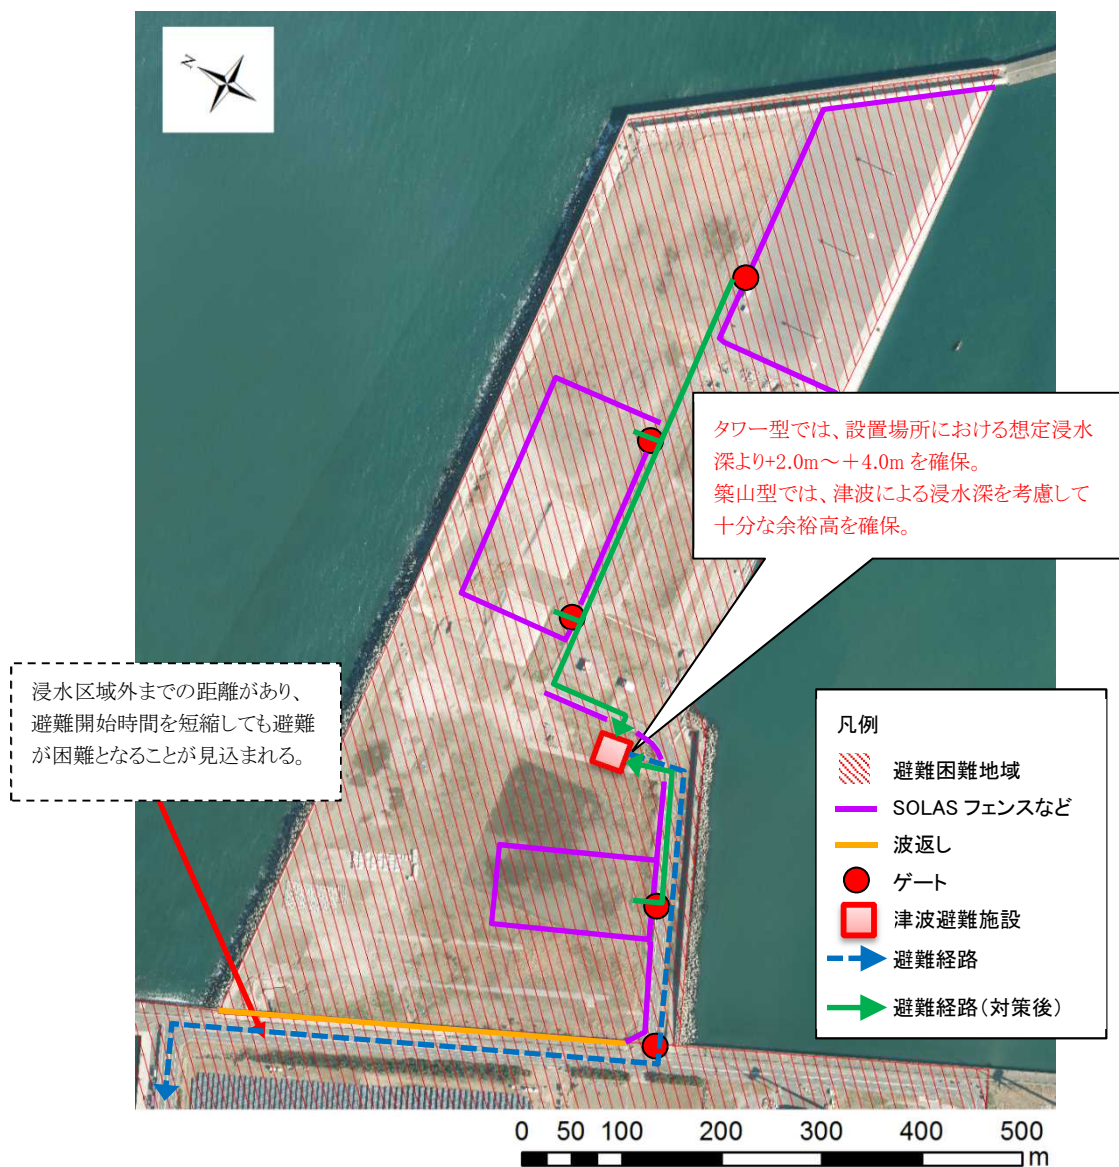 N
タワー型では、設置場所における想定浸水
深より+2.0m～＋4.0m を確保。
築山型では、津波による浸水深を考慮して
十分な余裕高を確保。
浸水区域外までの距離があり、
避難開始時間を短縮しても避難
が困難となることが見込まれる。
凡例
避難困難地域
SOLAS フェンスなど
波返し
ゲート
津波避難施設
避難経路
避難経路（対策後）
0 50 100 200 300 400 500
m